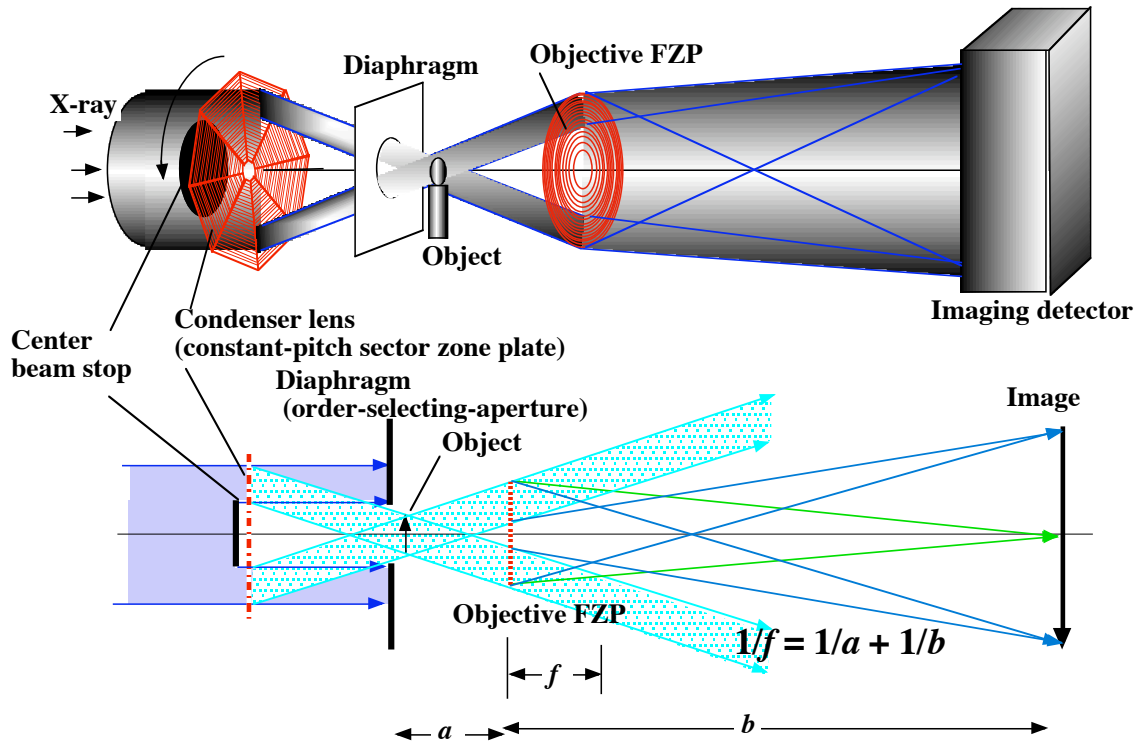 Objective FZP
Diaphragm
X-ray
Object
Imaging detector
Condenser lens
(constant-pitch sector zone plate)
Center
beam stop
Diaphragm
(order-selecting-aperture)
Object
Image
Objective FZP
1/f = 1/a + 1/b
f
a
b